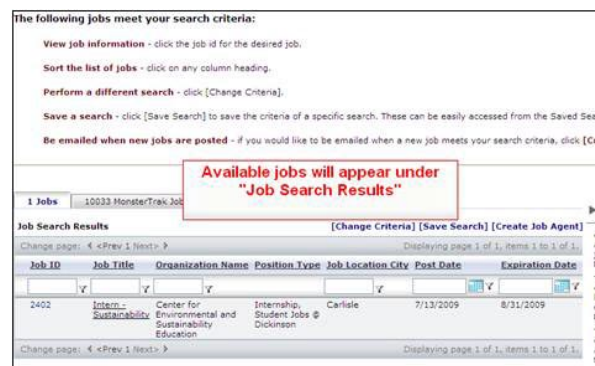 The following jobs meet your search criteria:
View job information - click the job id for the desired job.
Sort the list of jobs - click on any column heading.
Perform a different search - click [Change Criteria].
Save a search - click [Save Search] to save the criteria of a specific search. These can be easily accessed from the Saved Sea
Be emailed when new jobs are posted - if you would like to be emailed when a new job meets your search criteria, click [C
Available jobs will appear under
"Job Search Results"
1 Jobs 10033 MonsterTrak Job
Job Search Results [Change Criteria] [Save Search] [Create Job Agent]
Change page: <Prev 1 Next> Displaying page 1 of 1, items 1 to 1 of 1.
Job ID Job Title Organization Name Position Type Job Location City Post Date Expiration Date
2402 Intern - Center for Internship, Carlisle 7/13/2009 8/31/2009
Sustainability Environmental and Student Jobs @
Sustainability Dickinson
Education
Change page: <Prev 1 Next> Displaying page 1 of 1, items 1 to 1 of 1.